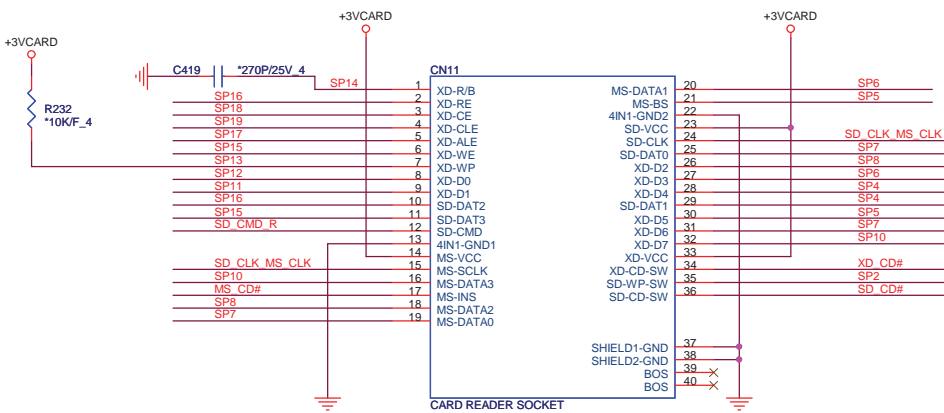 +3VCARD
+3VCARD
+3VCARD
C419 *270P/25V_4
CN11
R232
*10K/F_4
SP14 1 XD-R/B
SP16 2 XD-RE
SP18 3 XD-CE
SP19 4 XD-CLE
SP17 5 XD-ALE
SP15 6 XD-WE
SP13 7 XD-WP
SP12 8 XD-D0
SP11 9 XD-D1
SP16 10 SD-DAT2
SP15 11 SD-DAT3
SD_CMD_R 12 SD-CMD
13 4IN1-GND1
14 MS-VCC
SD_CLK_MS_CLK 15 MS-SCLK
SP10 16 MS-DATA3
MS_CD# 17 MS-INS
SP8 18 MS-DATA2
SP7 19 MS-DATA0
MS-DATA1 20 SP6
MS-BS 21 SP5
4IN1-GND2 22
SD-VCC 23
SD-CLK 24 SD_CLK_MS_CLK
SD-DAT0 25 SP7
XD-D2 26 SP8
XD-D3 27 SP6
XD-D4 28 SP4
SD-DAT1 29 SP4
XD-D5 30 SP5
XD-D6 31 SP7
XD-D7 32 SP10
XD-VCC 33
XD-CD-SW 34 XD_CD#
SD-WP-SW 35 SP2
SD-CD-SW 36 SD_CD#
SHIELD1-GND 37
SHIELD2-GND 38
BOS 39
BOS 40
CARD READER SOCKET